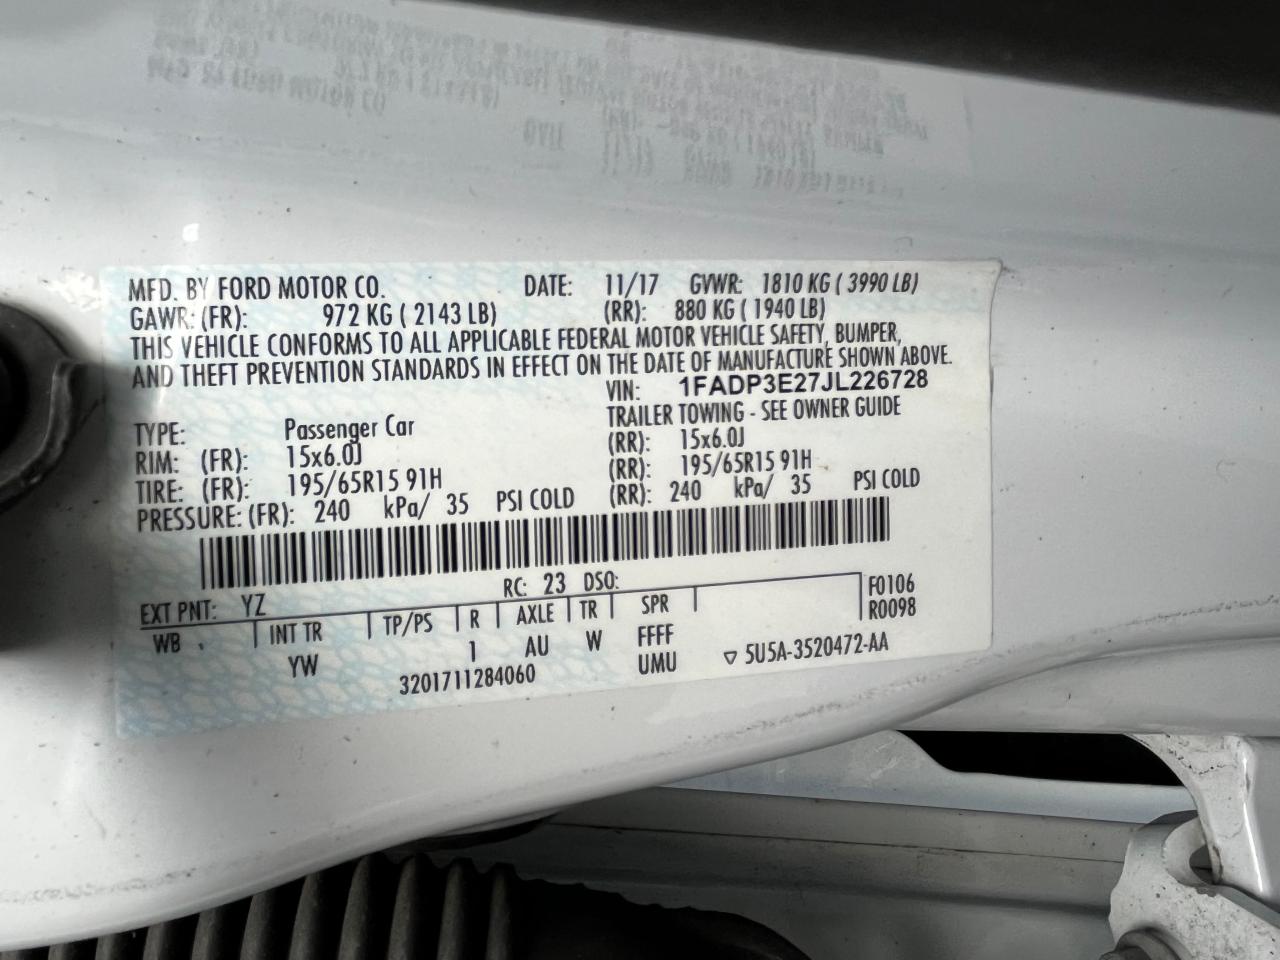 MFD. BY FORD MOTOR CO. DATE: 11/17 GVWR: 1810 KG ( 3990 LB)
GAWR: (FR): 972 KG ( 2143 LB) (RR): 880 KG ( 1940 LB)
THIS VEHICLE CONFORMS TO ALL APPLICABLE FEDERAL MOTOR VEHICLE SAFETY, BUMPER,
AND THEFT PREVENTION STANDARDS IN EFFECT ON THE DATE OF MANUFACTURE SHOWN ABOVE.
VIN: 1FADP3E27JL226728
TYPE: Passenger Car TRAILER TOWING - SEE OWNER GUIDE
RIM: (FR): 15x6.0J (RR): 15x6.0J
TIRE: (FR): 195/65R15 91H (RR): 195/65R15 91H
PRESSURE: (FR): 240 kPa/ 35 PSI COLD (RR): 240 kPa/ 35 PSI COLD
EXT PNT: YZ RC: 23 DSO: F0106
WB INT TR TP/PS R AXLE TR SPR R0098
YW 1 AU W FFFF
3201711284060 UMU ▽ 5U5A-3520472-AA